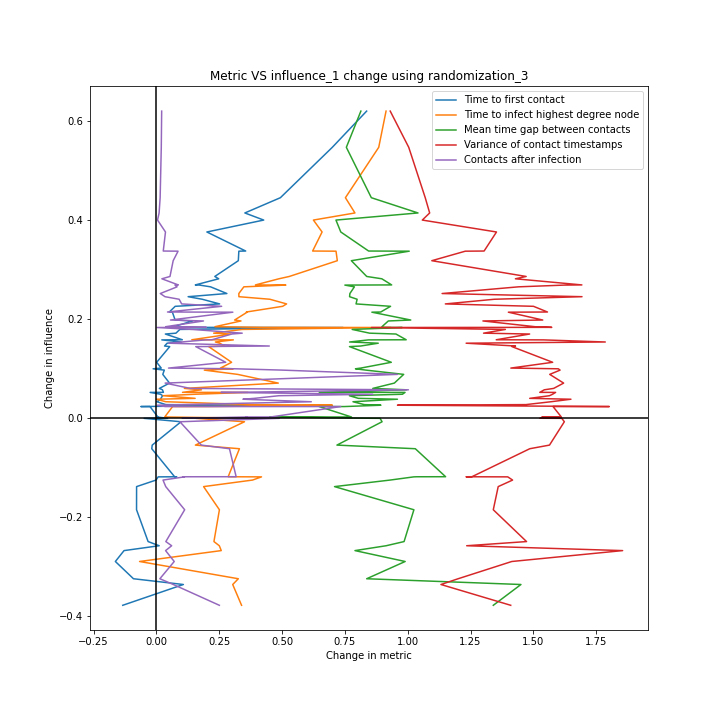 Metric VS influence_1 change using randomization_3
Time to first contact
Time to infect highest degree node
Mean time gap between contacts
Variance of contact timestamps
Contacts after infection
Change in influence
0.6
0.4
0.2
0.0
−0.2
−0.4
−0.25 0.00 0.25 0.50 0.75 1.00 1.25 1.50 1.75
Change in metric